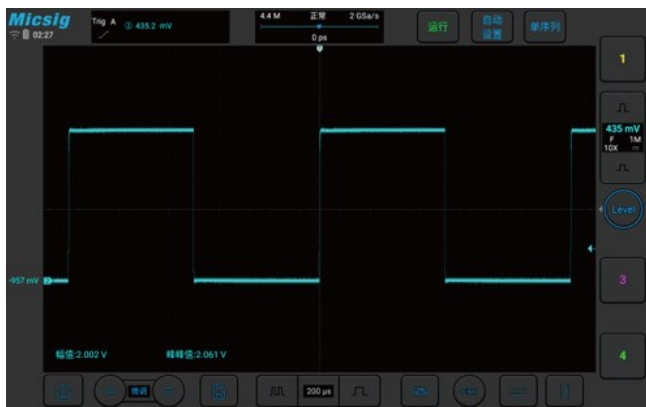 Micsig
02:27
Trig A ② 435.2 mV
4.4 M 正常 2 GSa/s
0 ps
运行
自动
设置
单序列
1
435 mV
F 1M
10X
Level
-957 mV 2
3
幅值:2.002 V 峰峰值:2.061 V
4
200 μs